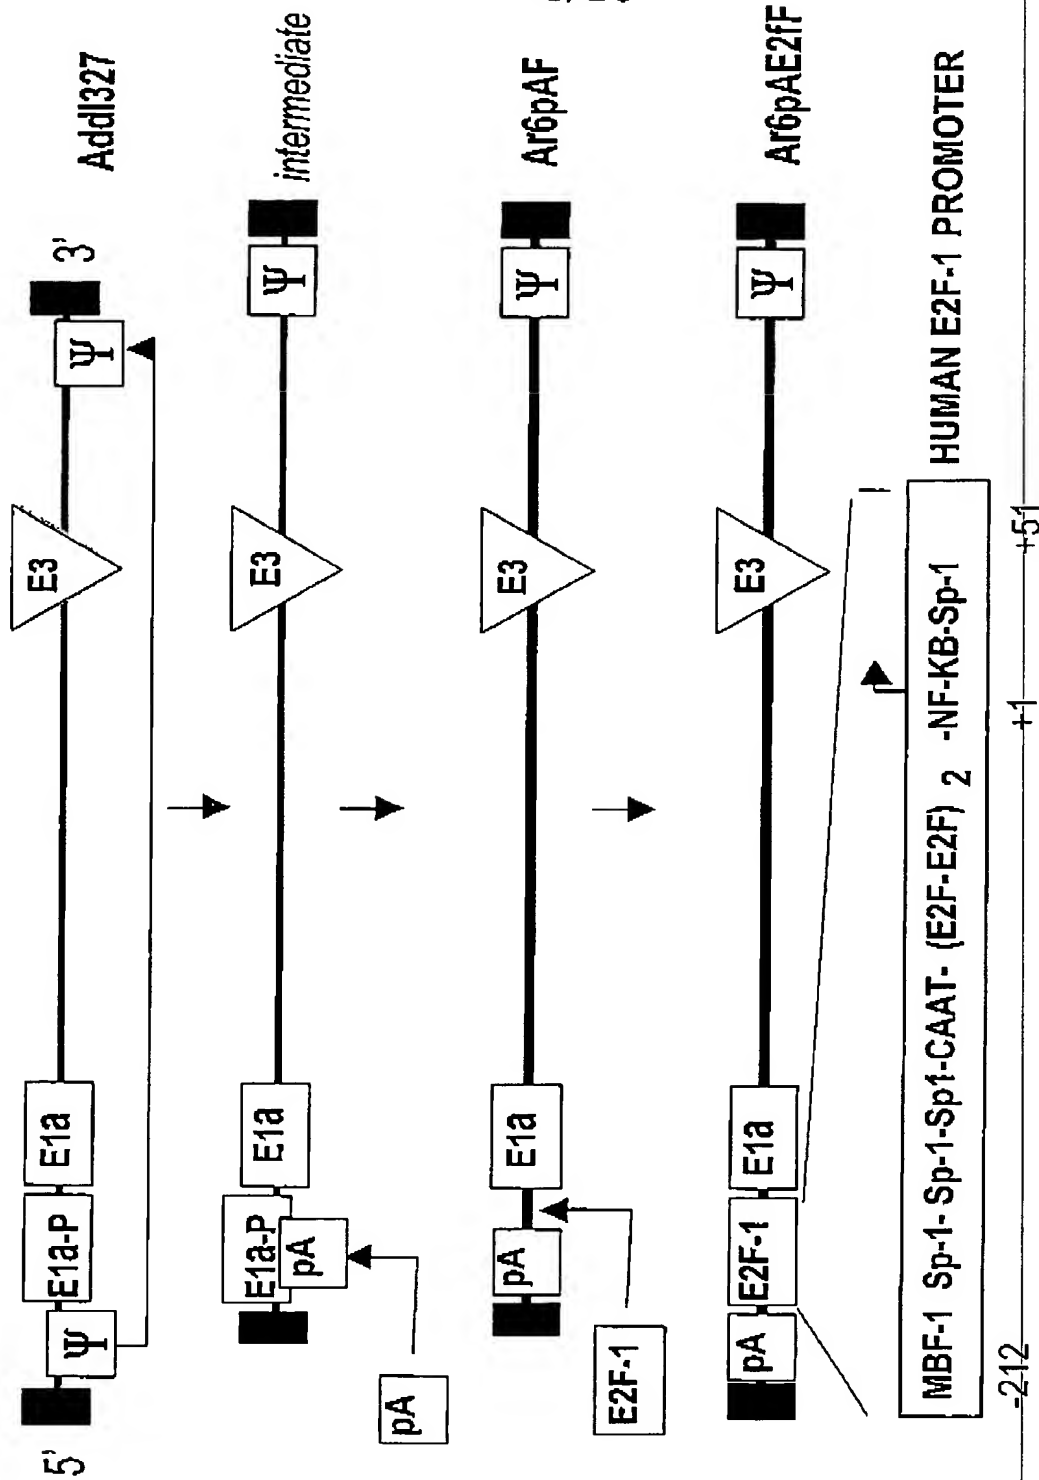 Addl327
5' Ψ E1a-P E1a E3 Ψ 3'
intermediate
E1a-P pA E1a E3 Ψ
pA
Ar6pAF
pA E1a E3 Ψ
E2F-1
Ar6pAE2fF
pA E2F-1 E1a E3 Ψ
MBF-1 Sp-1- Sp-1-Sp1-CAAT- (E2F-E2F) 2 -NF-KB-Sp-1
HUMAN E2F-1 PROMOTER
-212 +1 +51